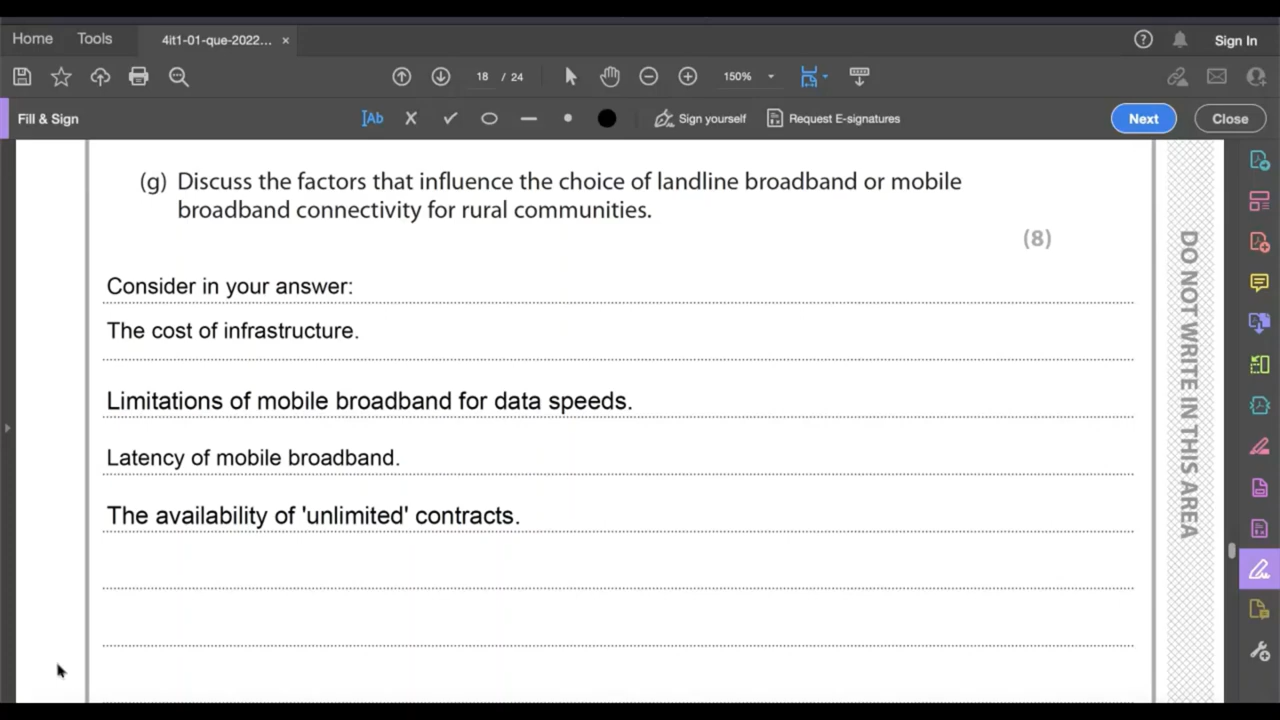 Home Tools 4it1-01-que-2022... ×
Sign In
18 / 24 150%
Fill & Sign Ab Sign yourself Request E-signatures Next Close
(g) Discuss the factors that influence the choice of landline broadband or mobile
broadband connectivity for rural communities.
(8)
Consider in your answer:
The cost of infrastructure.
Limitations of mobile broadband for data speeds.
Latency of mobile broadband.
The availability of 'unlimited' contracts.
DO NOT WRITE IN THIS AREA